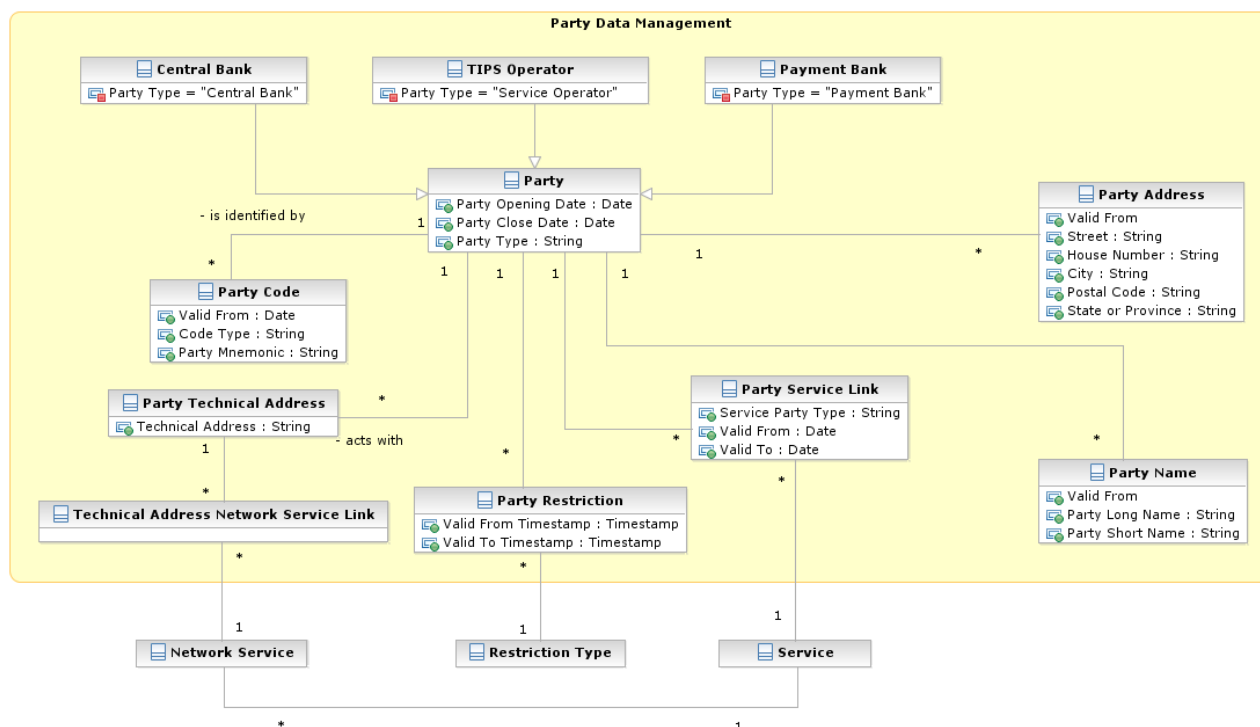 Party Data Management
Central Bank
Party Type = "Central Bank"
TIPS Operator
Party Type = "Service Operator"
Payment Bank
Party Type = "Payment Bank"
Party
Party Opening Date : Date
Party Close Date : Date
Party Type : String
Party Address
Valid From
Street : String
House Number : String
City : String
Postal Code : String
State or Province : String
- is identified by
1
*
1
*
1
1
1
1
Party Code
Valid From : Date
Code Type : String
Party Mnemonic : String
Party Technical Address
Technical Address : String
*
- acts with
1
*
Party Service Link
Service Party Type : String
Valid From : Date
Valid To : Date
*
*
*
*
Party Name
Valid From
Party Long Name : String
Party Short Name : String
Technical Address Network Service Link
Party Restriction
Valid From Timestamp : Timestamp
Valid To Timestamp : Timestamp
*
*
1
1
1
Network Service
Restriction Type
Service
*
1